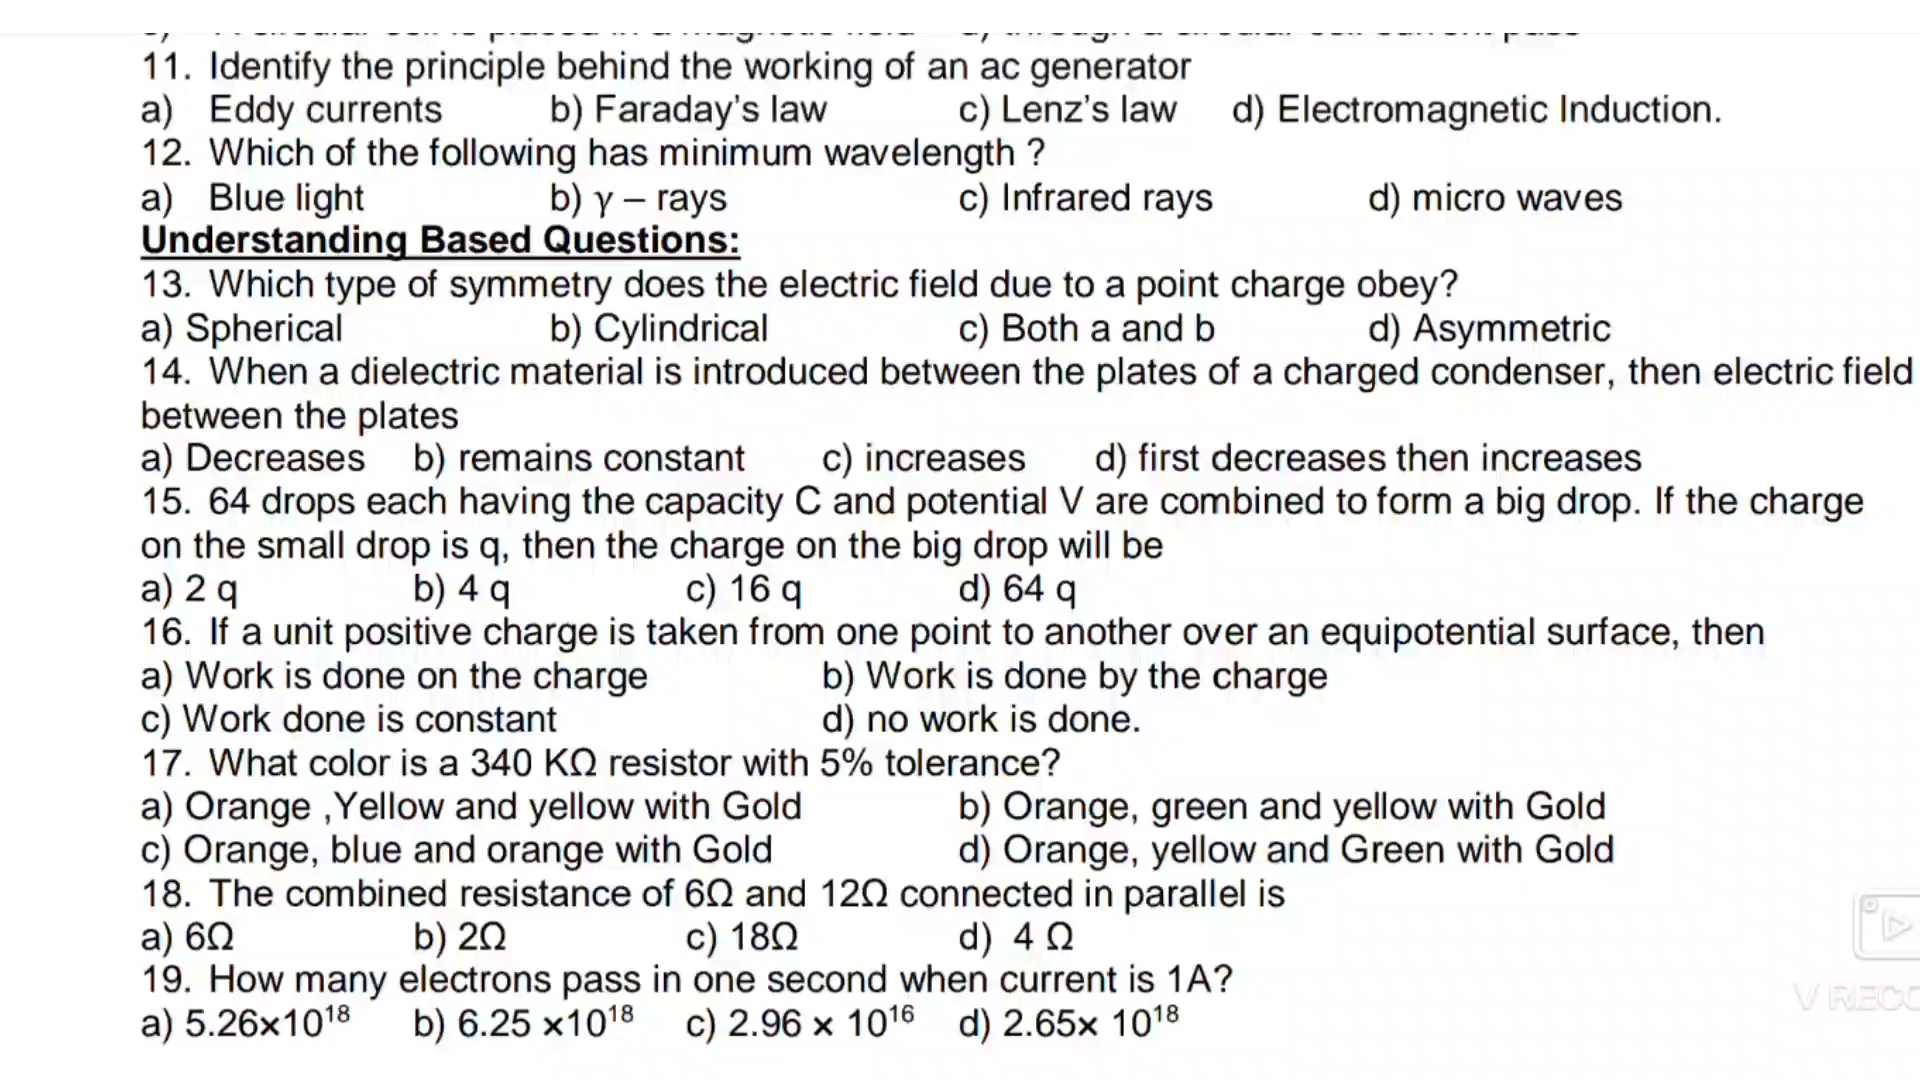 11. Identify the principle behind the working of an ac generator
a) Eddy currents b) Faraday's law c) Lenz's law d) Electromagnetic Induction.
12. Which of the following has minimum wavelength ?
a) Blue light b) γ – rays c) Infrared rays d) micro waves
Understanding Based Questions:
13. Which type of symmetry does the electric field due to a point charge obey?
a) Spherical b) Cylindrical c) Both a and b d) Asymmetric
14. When a dielectric material is introduced between the plates of a charged condenser, then electric field
between the plates
a) Decreases b) remains constant c) increases d) first decreases then increases
15. 64 drops each having the capacity C and potential V are combined to form a big drop. If the charge
on the small drop is q, then the charge on the big drop will be
a) 2 q b) 4 q c) 16 q d) 64 q
16. If a unit positive charge is taken from one point to another over an equipotential surface, then
a) Work is done on the charge b) Work is done by the charge
c) Work done is constant d) no work is done.
17. What color is a 340 KΩ resistor with 5% tolerance?
a) Orange ,Yellow and yellow with Gold b) Orange, green and yellow with Gold
c) Orange, blue and orange with Gold d) Orange, yellow and Green with Gold
18. The combined resistance of 6Ω and 12Ω connected in parallel is
a) 6Ω b) 2Ω c) 18Ω d) 4 Ω
19. How many electrons pass in one second when current is 1A?
a) 5.26×10¹⁸ b) 6.25 ×10¹⁸ c) 2.96 × 10¹⁶ d) 2.65× 10¹⁸
V RECO